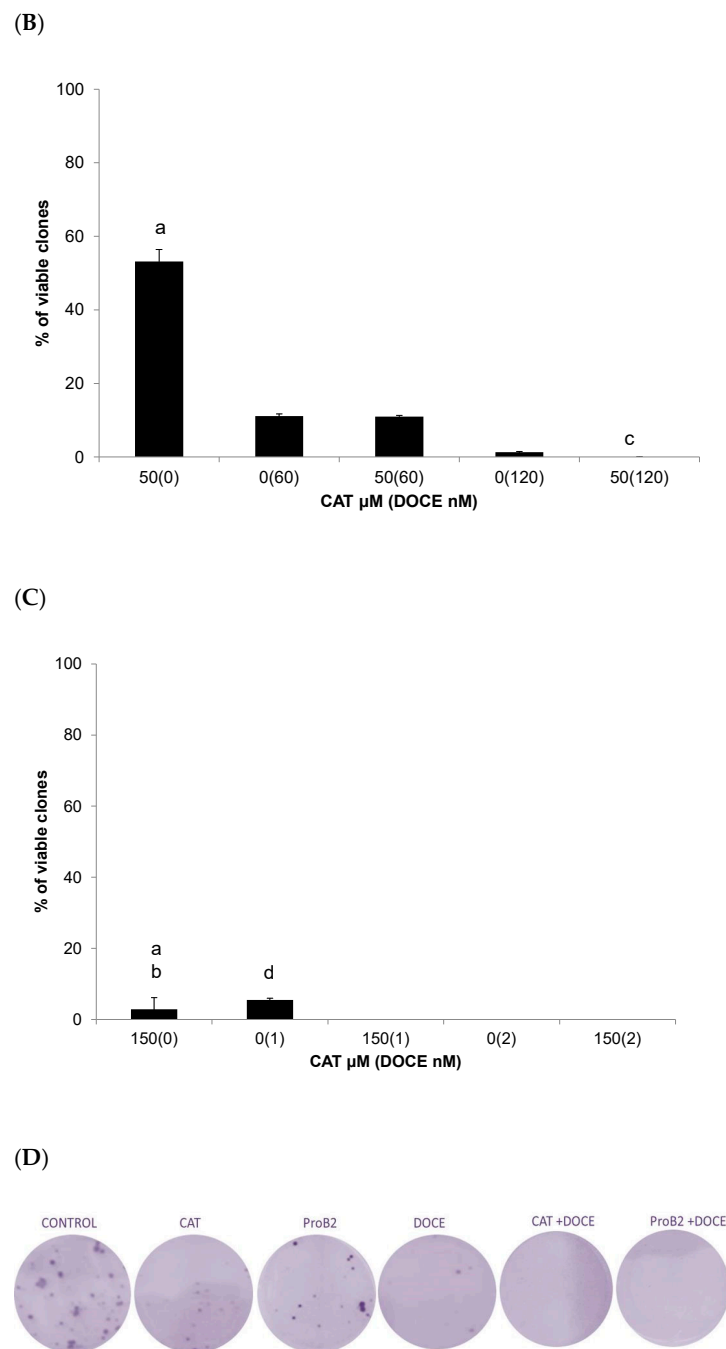 (B)
100
80
60
40
20
0
% of viable clones
a
c
50(0) 0(60) 50(60) 0(120) 50(120)
CAT µM (DOCE nM)
(C)
100
80
60
40
20
0
% of viable clones
a
b
d
150(0) 0(1) 150(1) 0(2) 150(2)
CAT µM (DOCE nM)
(D)
CONTROL CAT ProB2 DOCE CAT +DOCE ProB2 +DOCE